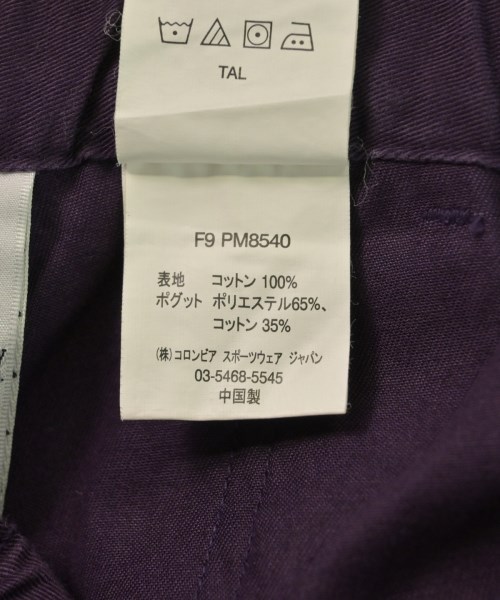 TAL
F9 PM8540
表地 コットン 100%
ポグット ポリエステル65%、
コットン 35%
(株) コロンビア スポーツウェア ジャパン
03-5468-5545
中国製